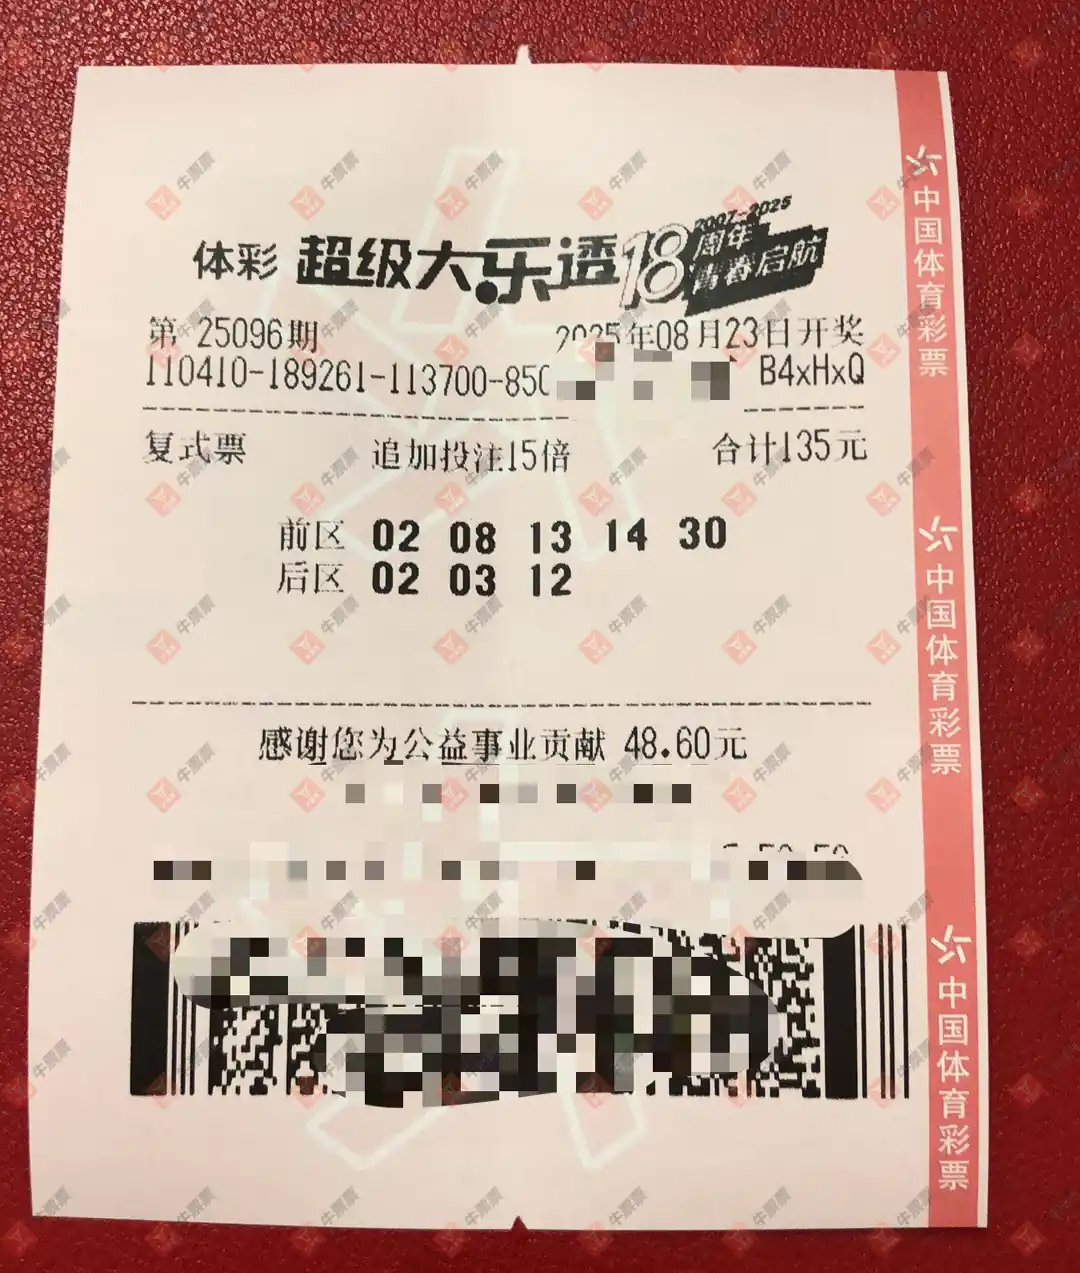 体彩 超级大乐透 18周年 2007-2025 青春启航
第 25096期 2025年08月23日开奖
110410-189261-113700-850 B4xHxQ
复式票 追加投注15倍 合计135元
前区 02 08 13 14 30
后区 02 03 12
感谢您为公益事业贡献 48.60元
中国体育彩票
中国体育彩票
中国体育彩票
牛票票